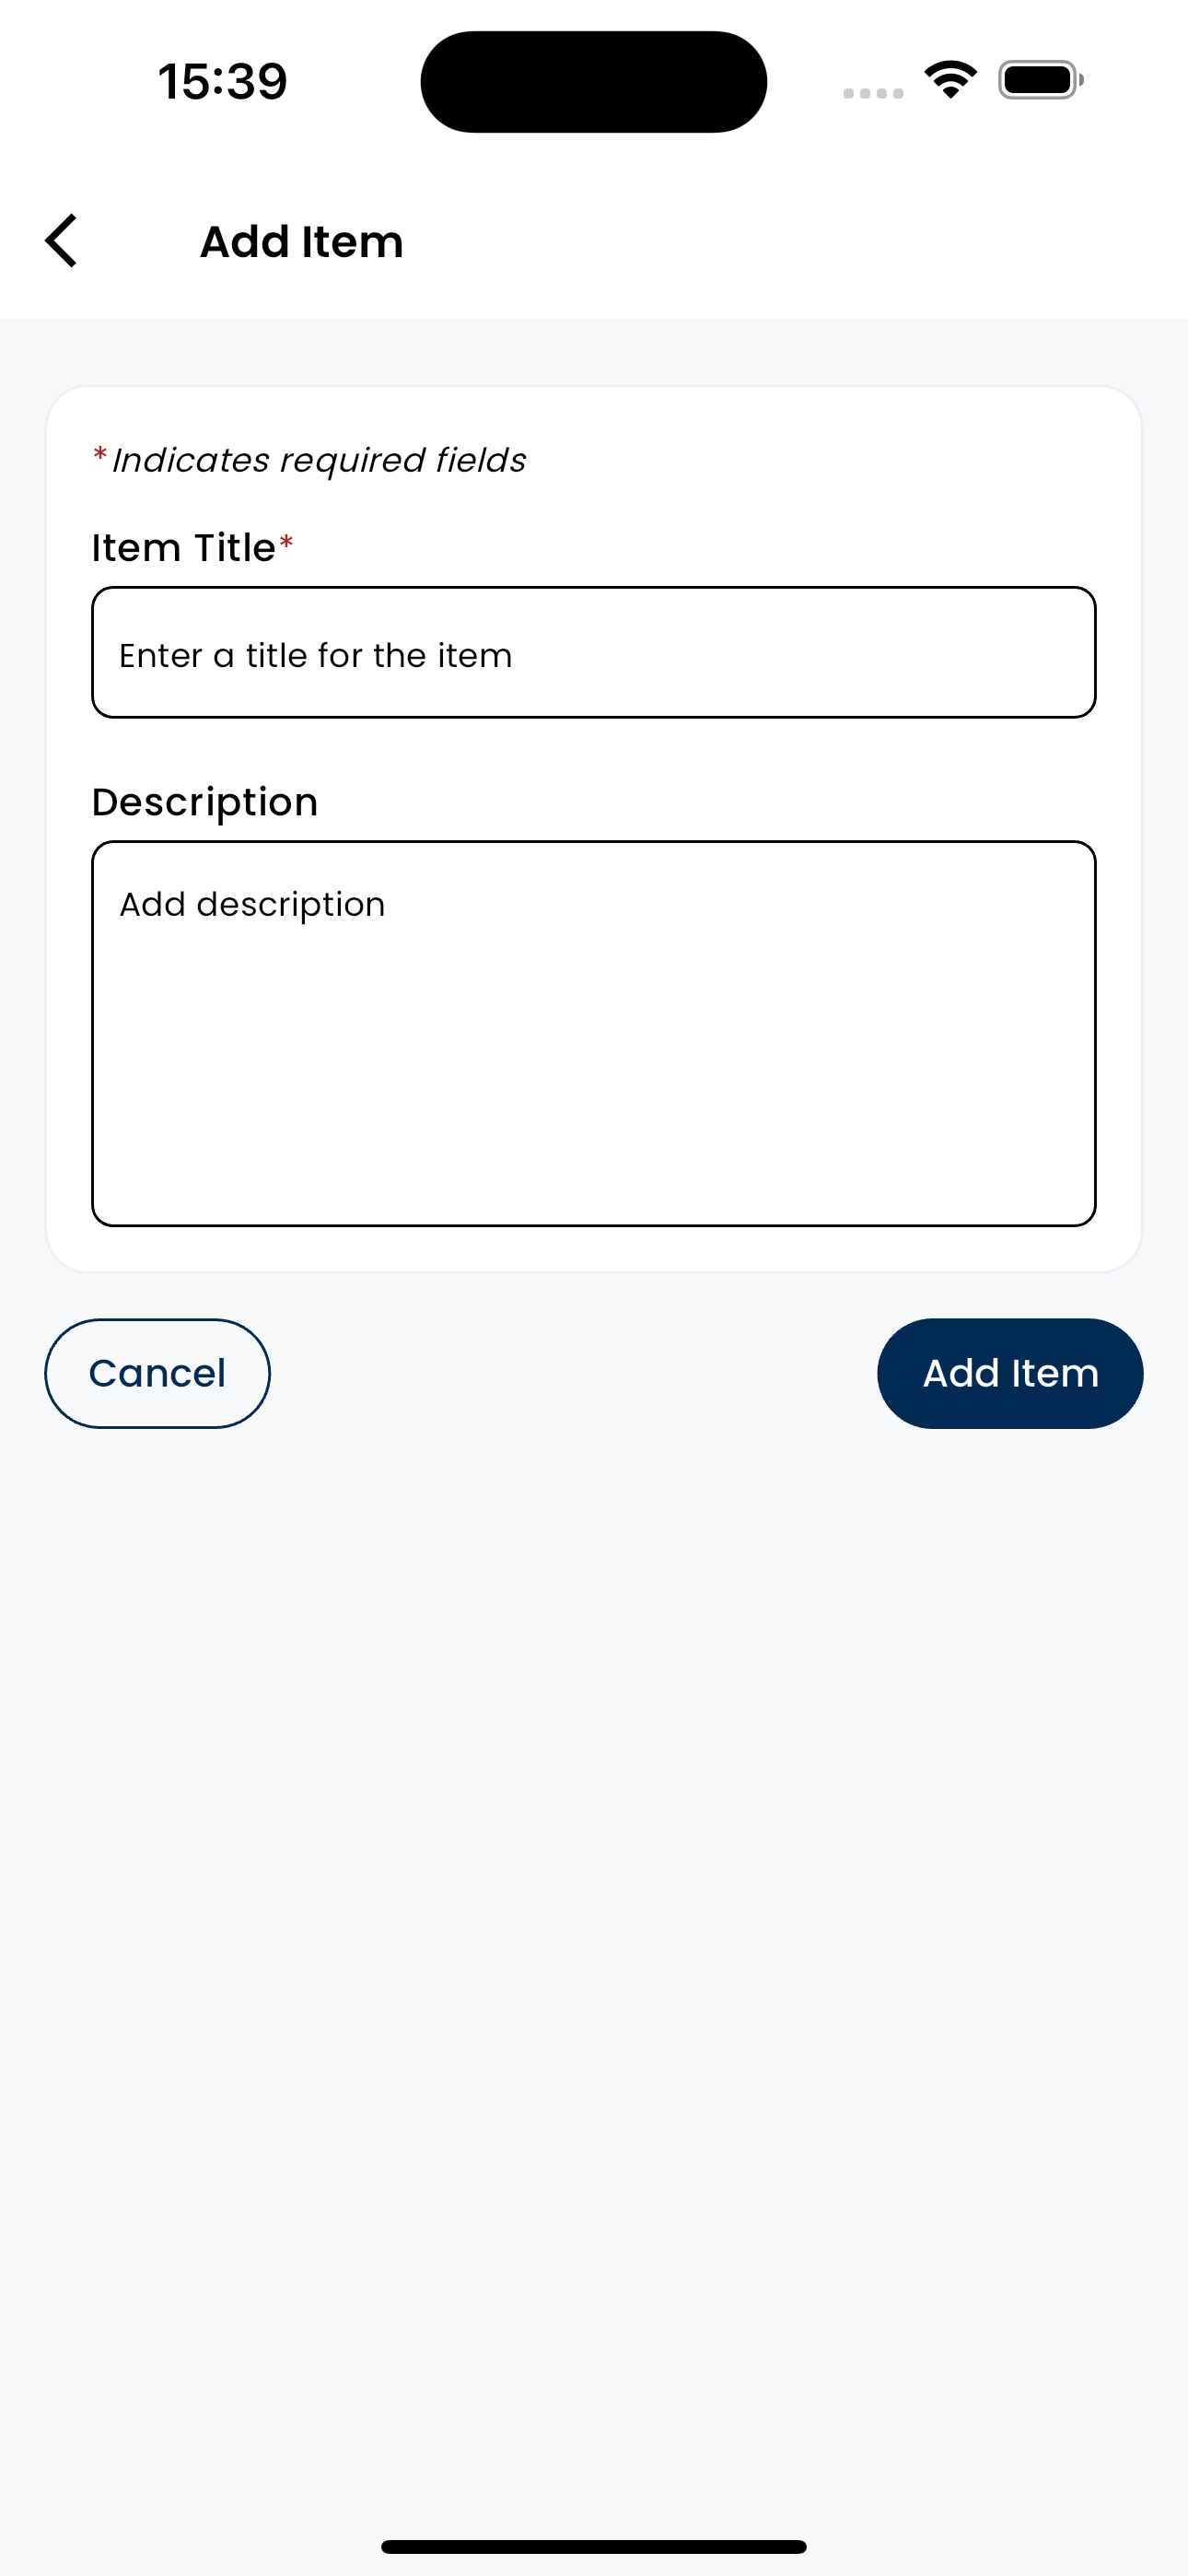 15:39
Add Item
*Indicates required fields
Item Title*
Enter a title for the item
Description
Add description
Cancel
Add Item